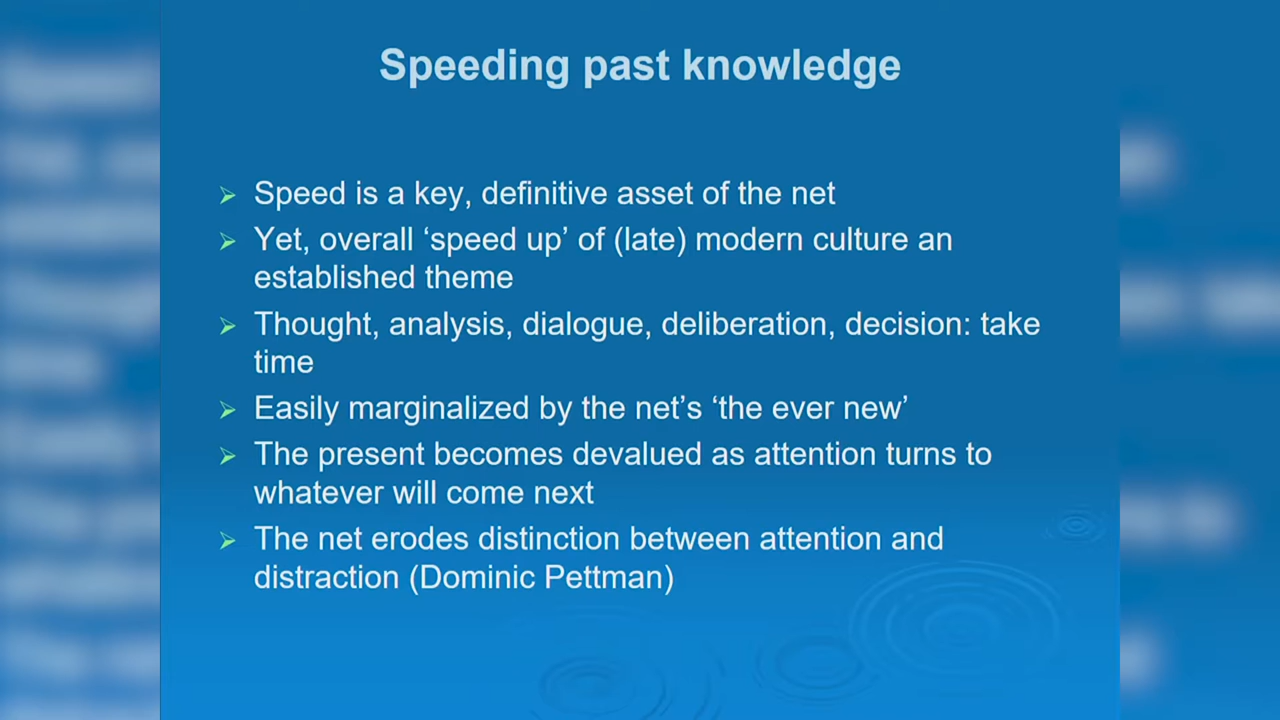 Speeding past knowledge
Speed is a key, definitive asset of the net
Yet, overall ‘speed up’ of (late) modern culture an
established theme
Thought, analysis, dialogue, deliberation, decision: take
time
Easily marginalized by the net’s ‘the ever new’
The present becomes devalued as attention turns to
whatever will come next
The net erodes distinction between attention and
distraction (Dominic Pettman)